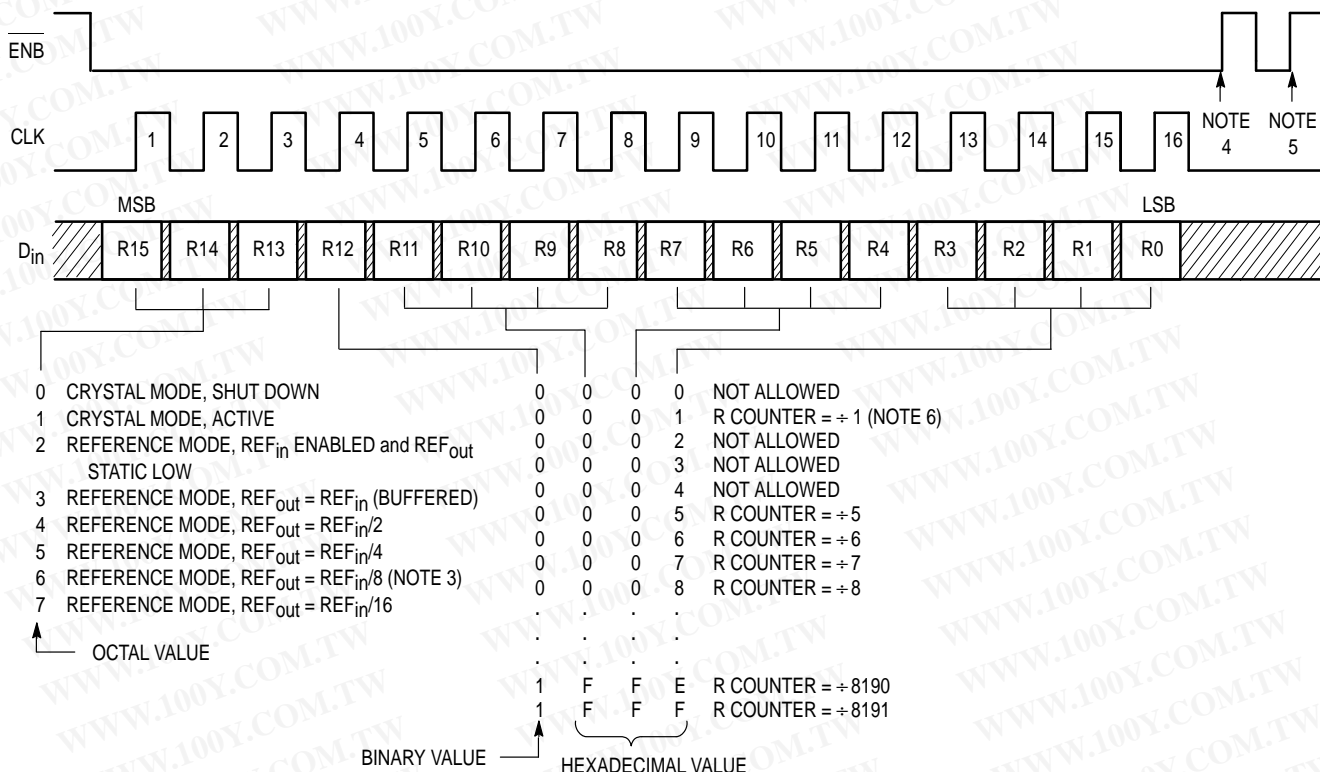 ENB
CLK 1 2 3 4 5 6 7 8 9 10 11 12 13 14 15 16
NOTE 4 NOTE 5
MSB LSB
Din R15 R14 R13 R12 R11 R10 R9 R8 R7 R6 R5 R4 R3 R2 R1 R0
0 CRYSTAL MODE, SHUT DOWN
1 CRYSTAL MODE, ACTIVE
2 REFERENCE MODE, REFin ENABLED and REFout
STATIC LOW
3 REFERENCE MODE, REFout = REFin (BUFFERED)
4 REFERENCE MODE, REFout = REFin/2
5 REFERENCE MODE, REFout = REFin/4
6 REFERENCE MODE, REFout = REFin/8 (NOTE 3)
7 REFERENCE MODE, REFout = REFin/16
OCTAL VALUE
0 0 0 0 NOT ALLOWED
0 0 0 1 R COUNTER = ÷ 1 (NOTE 6)
0 0 0 2 NOT ALLOWED
0 0 0 3 NOT ALLOWED
0 0 0 4 NOT ALLOWED
0 0 0 5 R COUNTER = ÷ 5
0 0 0 6 R COUNTER = ÷ 6
0 0 0 7 R COUNTER = ÷ 7
0 0 0 8 R COUNTER = ÷ 8
. . . .
. . . .
. . . .
1 F F E R COUNTER = ÷ 8190
1 F F F R COUNTER = ÷ 8191
BINARY VALUE
HEXADECIMAL VALUE
WWW.100Y.COM.TW